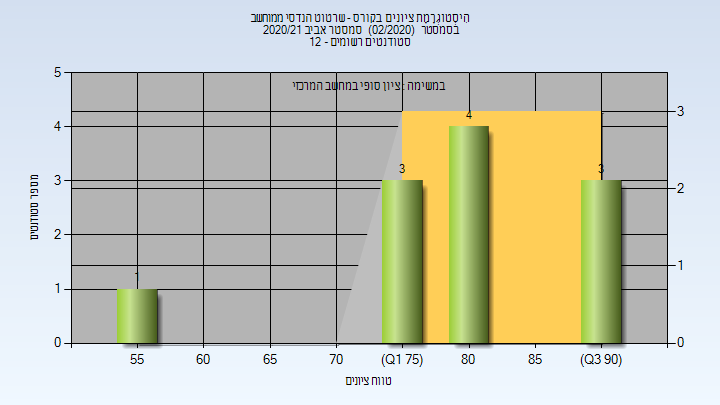 היסטוגרמת ציונים בקורס - שרטוט הנדסי ממוחשב
בסמסטר (02/2020) סמסטר אביב 2020/21
סטודנטים רשומים - 12
במשימה : ציון סופי במחשב המרכזי
מספר סטודנטים
5
4
3
2
1
0
3
2
1
0
1
3
4
3
55
60
65
70
(Q1 75)
80
85
(Q3 90)
טווח ציונים